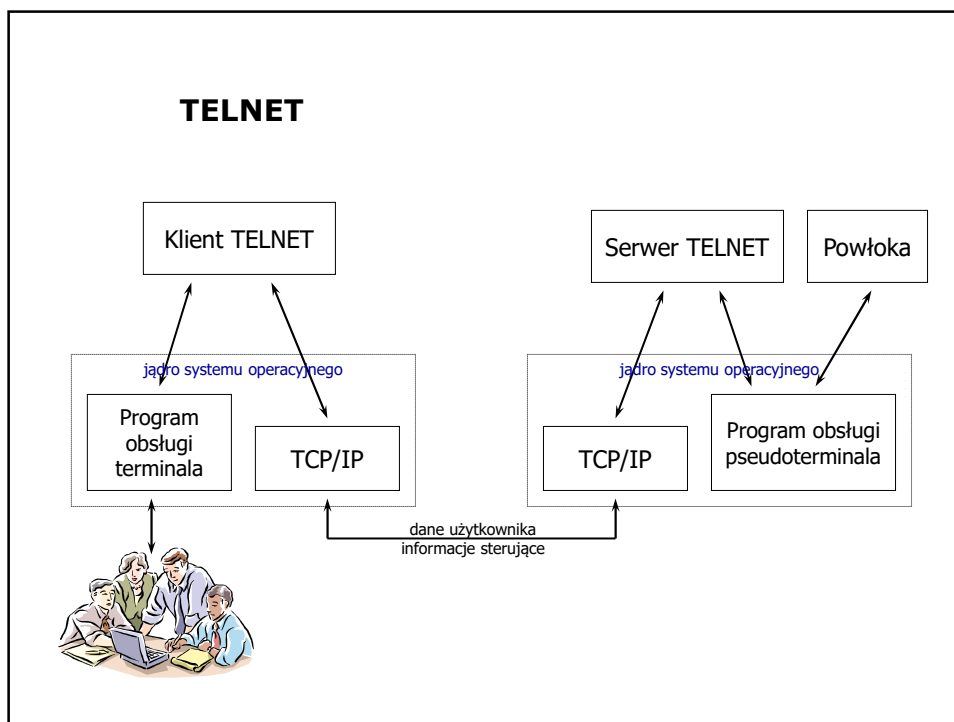 TELNET
Klient TELNET
Serwer TELNET
Powłoka
jądro systemu operacyjnego
Program
obsługi
terminala
TCP/IP
jądro systemu operacyjnego
TCP/IP
Program obsługi
pseudoterminala
dane użytkownika
informacje sterujące